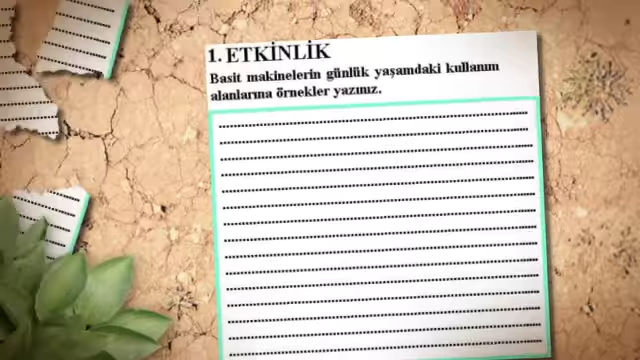 1. ETKİNLİK
Basit makinelerin günlük yaşamdaki kullanım
alanlarına örnekler yazınız.